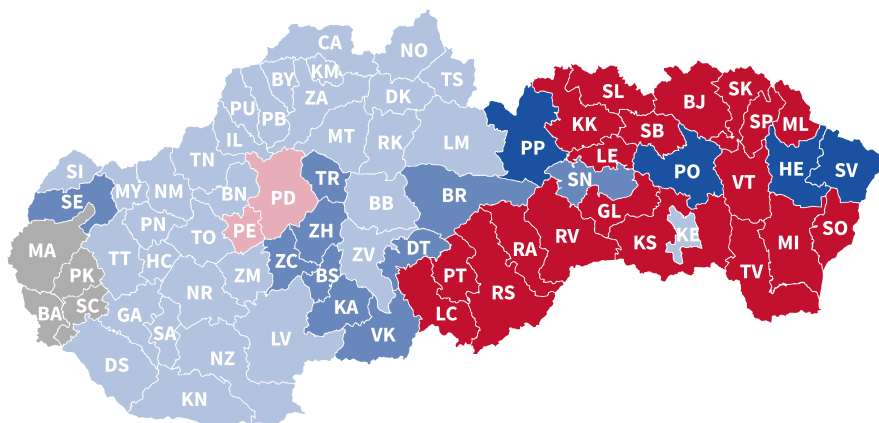 CA
NO
BY
KM
TS
ZA
DK
PU
PB
SL
BJ
SK
KK
SB
SP
ML
IL
MT
RK
LM
PP
LE
TN
PO
HE
SV
SI
MY
NM
BN
PD
TR
SN
VT
SE
BB
BR
GL
PN
PE
ZH
SO
MA
TO
DT
RA
RV
KS
KE
MI
TT
HC
ZC
ZV
PK
ZM
BS
PT
TV
NR
RS
BA
SC
GA
KA
LC
SA
VK
LV
DS
NZ
KN